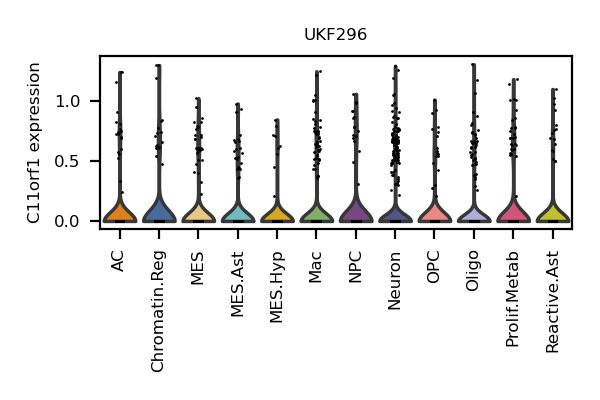 UKF296
C11orf1 expression
1.0
0.5
0.0
AC
Chromatin.Reg
MES
MES.Ast
MES.Hyp
Mac
NPC
Neuron
OPC
Oligo
Prolif.Metab
Reactive.Ast